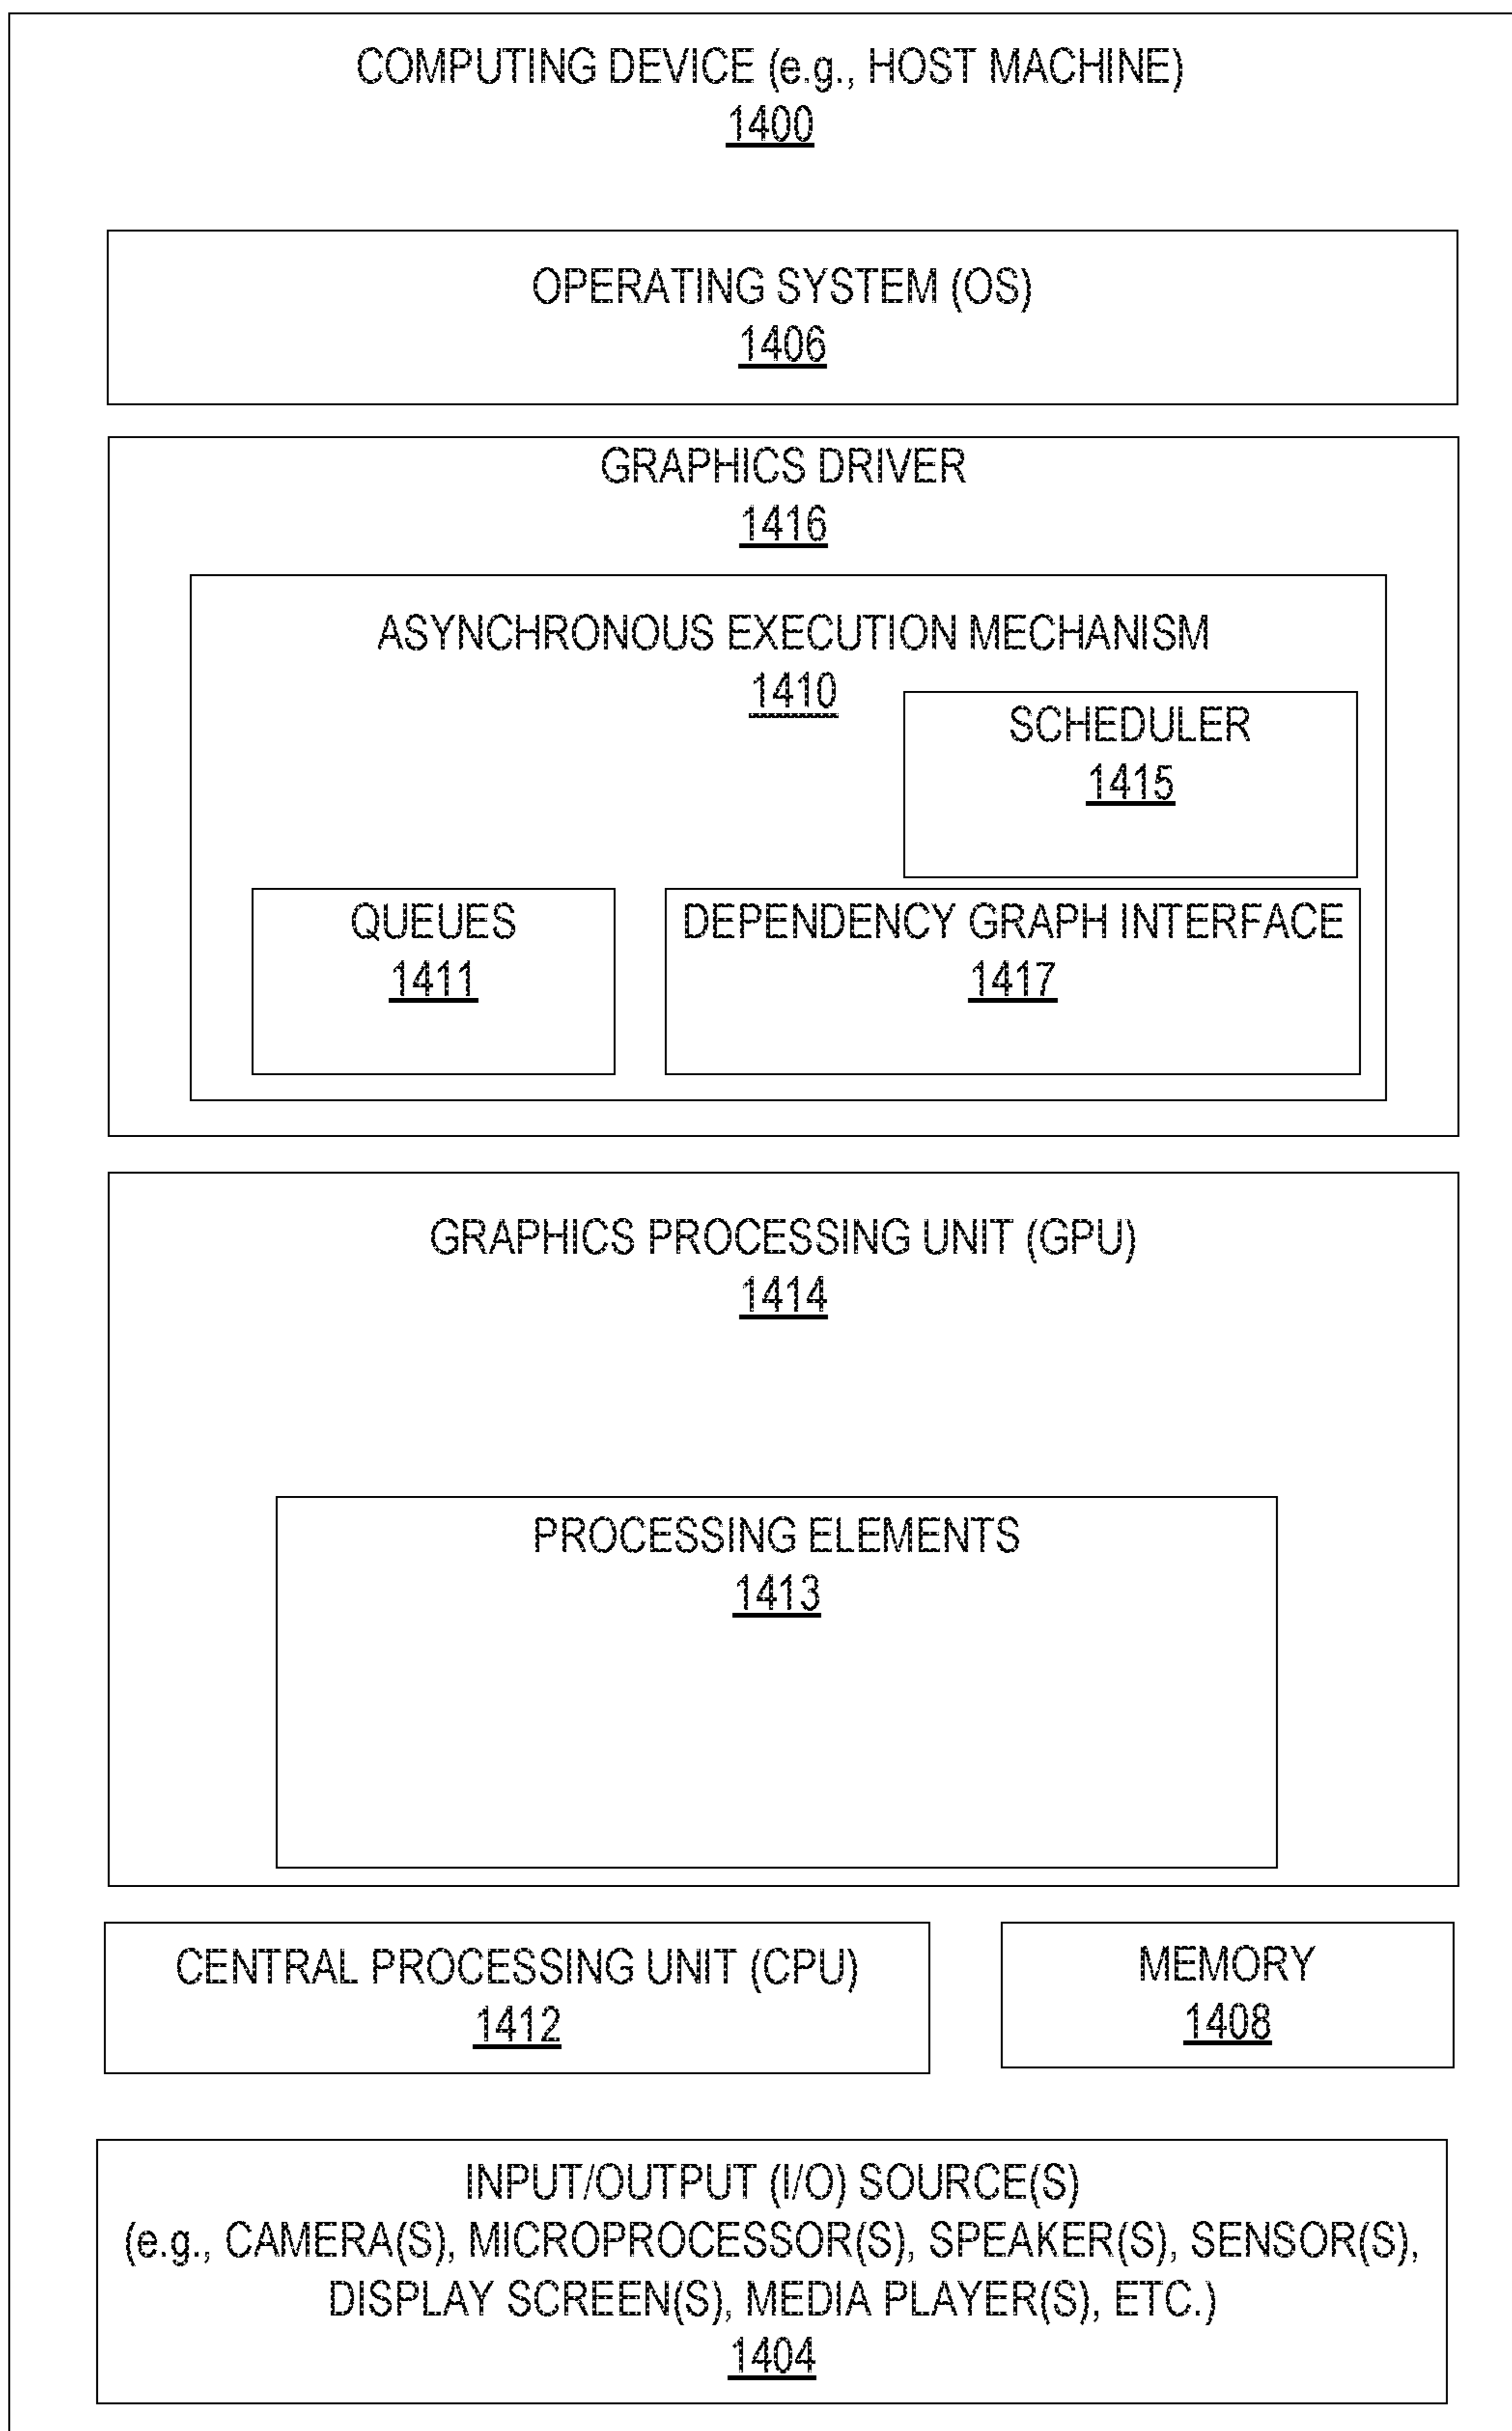 COMPUTING DEVICE (e.g., HOST MACHINE)
1400
OPERATING SYSTEM (OS)
1406
GRAPHICS DRIVER
1416
ASYNCHRONOUS EXECUTION MECHANISM
1410
SCHEDULER
1415
QUEUES
1411
DEPENDENCY GRAPH INTERFACE
1417
GRAPHICS PROCESSING UNIT (GPU)
1414
PROCESSING ELEMENTS
1413
CENTRAL PROCESSING UNIT (CPU)
1412
MEMORY
1408
INPUT/OUTPUT (I/O) SOURCE(S)
(e.g., CAMERA(S), MICROPROCESSOR(S), SPEAKER(S), SENSOR(S),
DISPLAY SCREEN(S), MEDIA PLAYER(S), ETC.)
1404